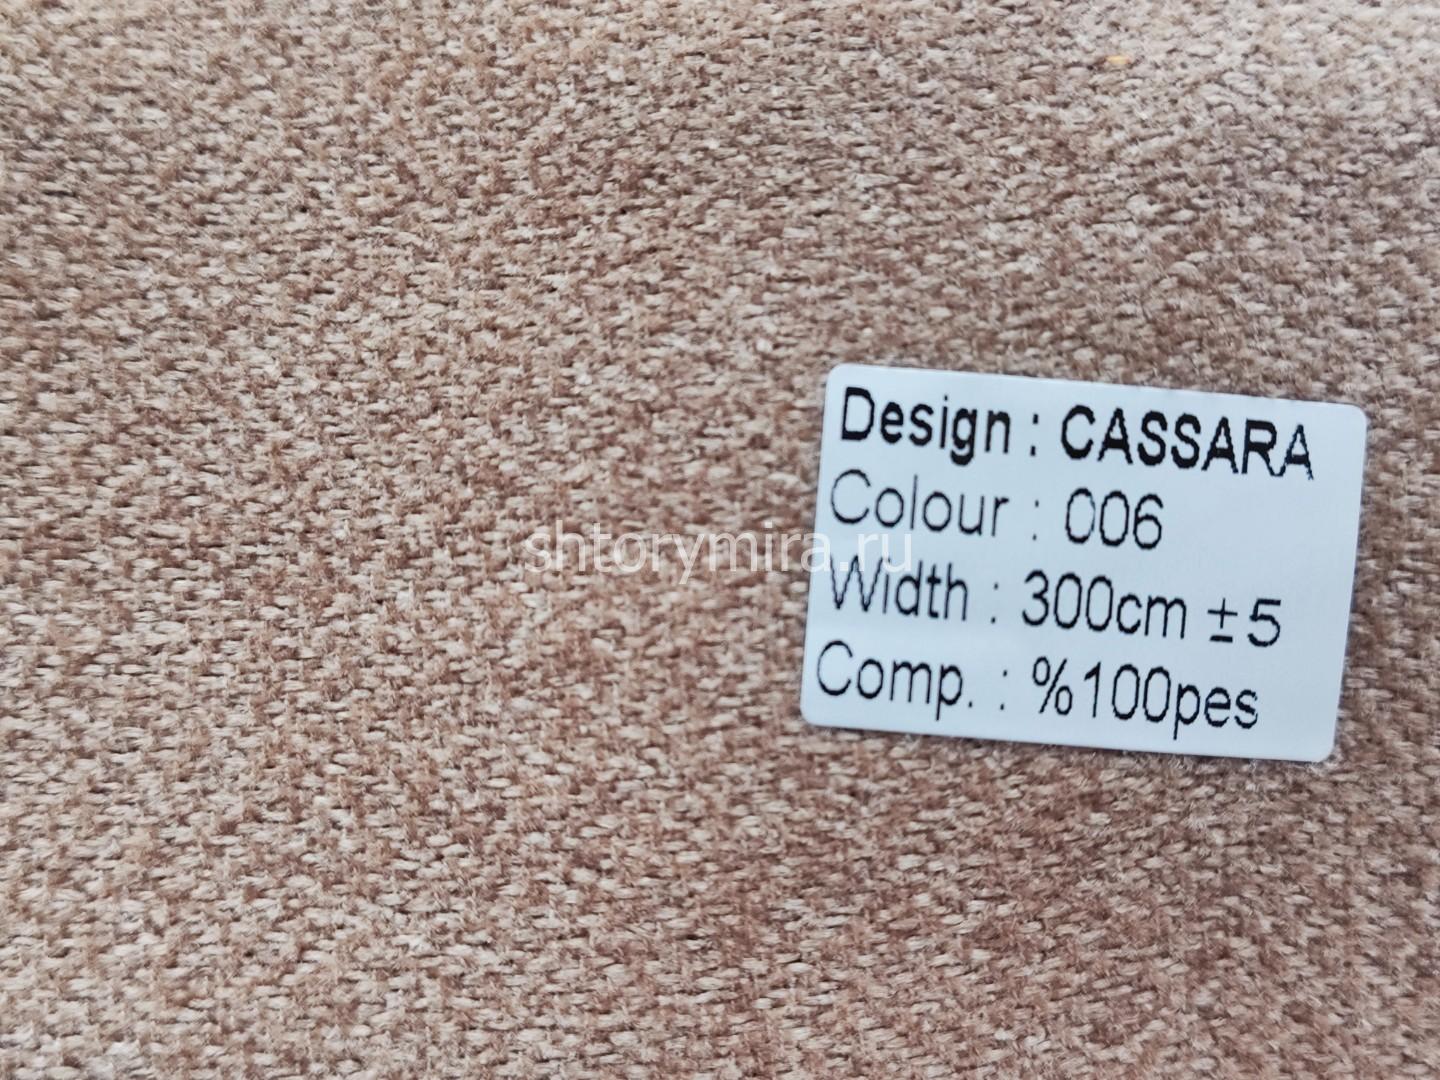 Design : CASSARA
Colour : 006
shtorymira.ru
Width : 300cm ±5
Comp. : %100pes